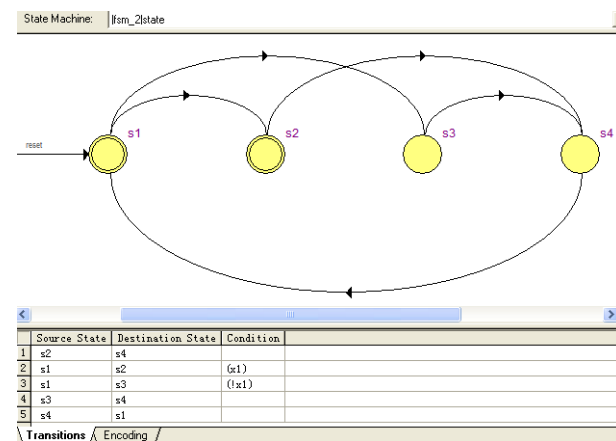 State Machine: |fsm_2|state
reset
s1
s2
s3
s4
Source State Destination State Condition
1 s2 s4
2 s1 s2 (x1)
3 s1 s3 (!x1)
4 s3 s4
5 s4 s1
Transitions Encoding